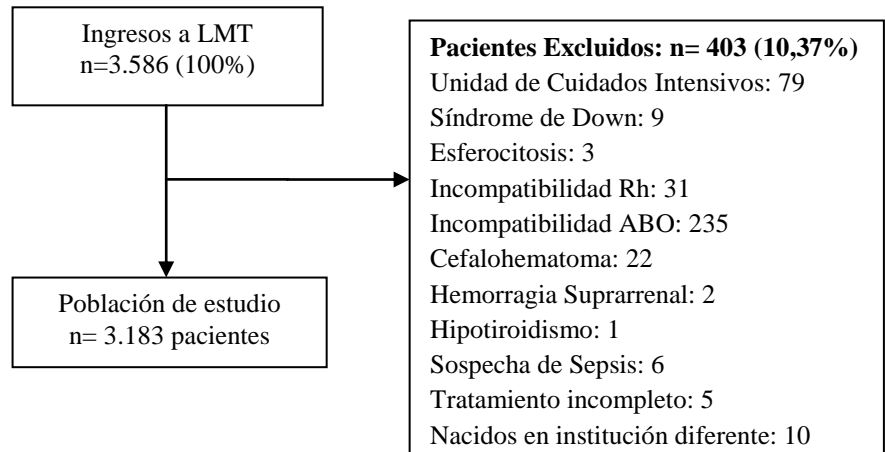 Ingresos a LMT
n=3.586 (100%)
Pacientes Excluidos: n= 403 (10,37%)
Unidad de Cuidados Intensivos: 79
Síndrome de Down: 9
Esferocitosis: 3
Incompatibilidad Rh: 31
Incompatibilidad ABO: 235
Cefalohematoma: 22
Hemorragia Suprarrenal: 2
Hipotiroidismo: 1
Sospecha de Sepsis: 6
Tratamiento incompleto: 5
Nacidos en institución diferente: 10
Población de estudio
n= 3.183 pacientes